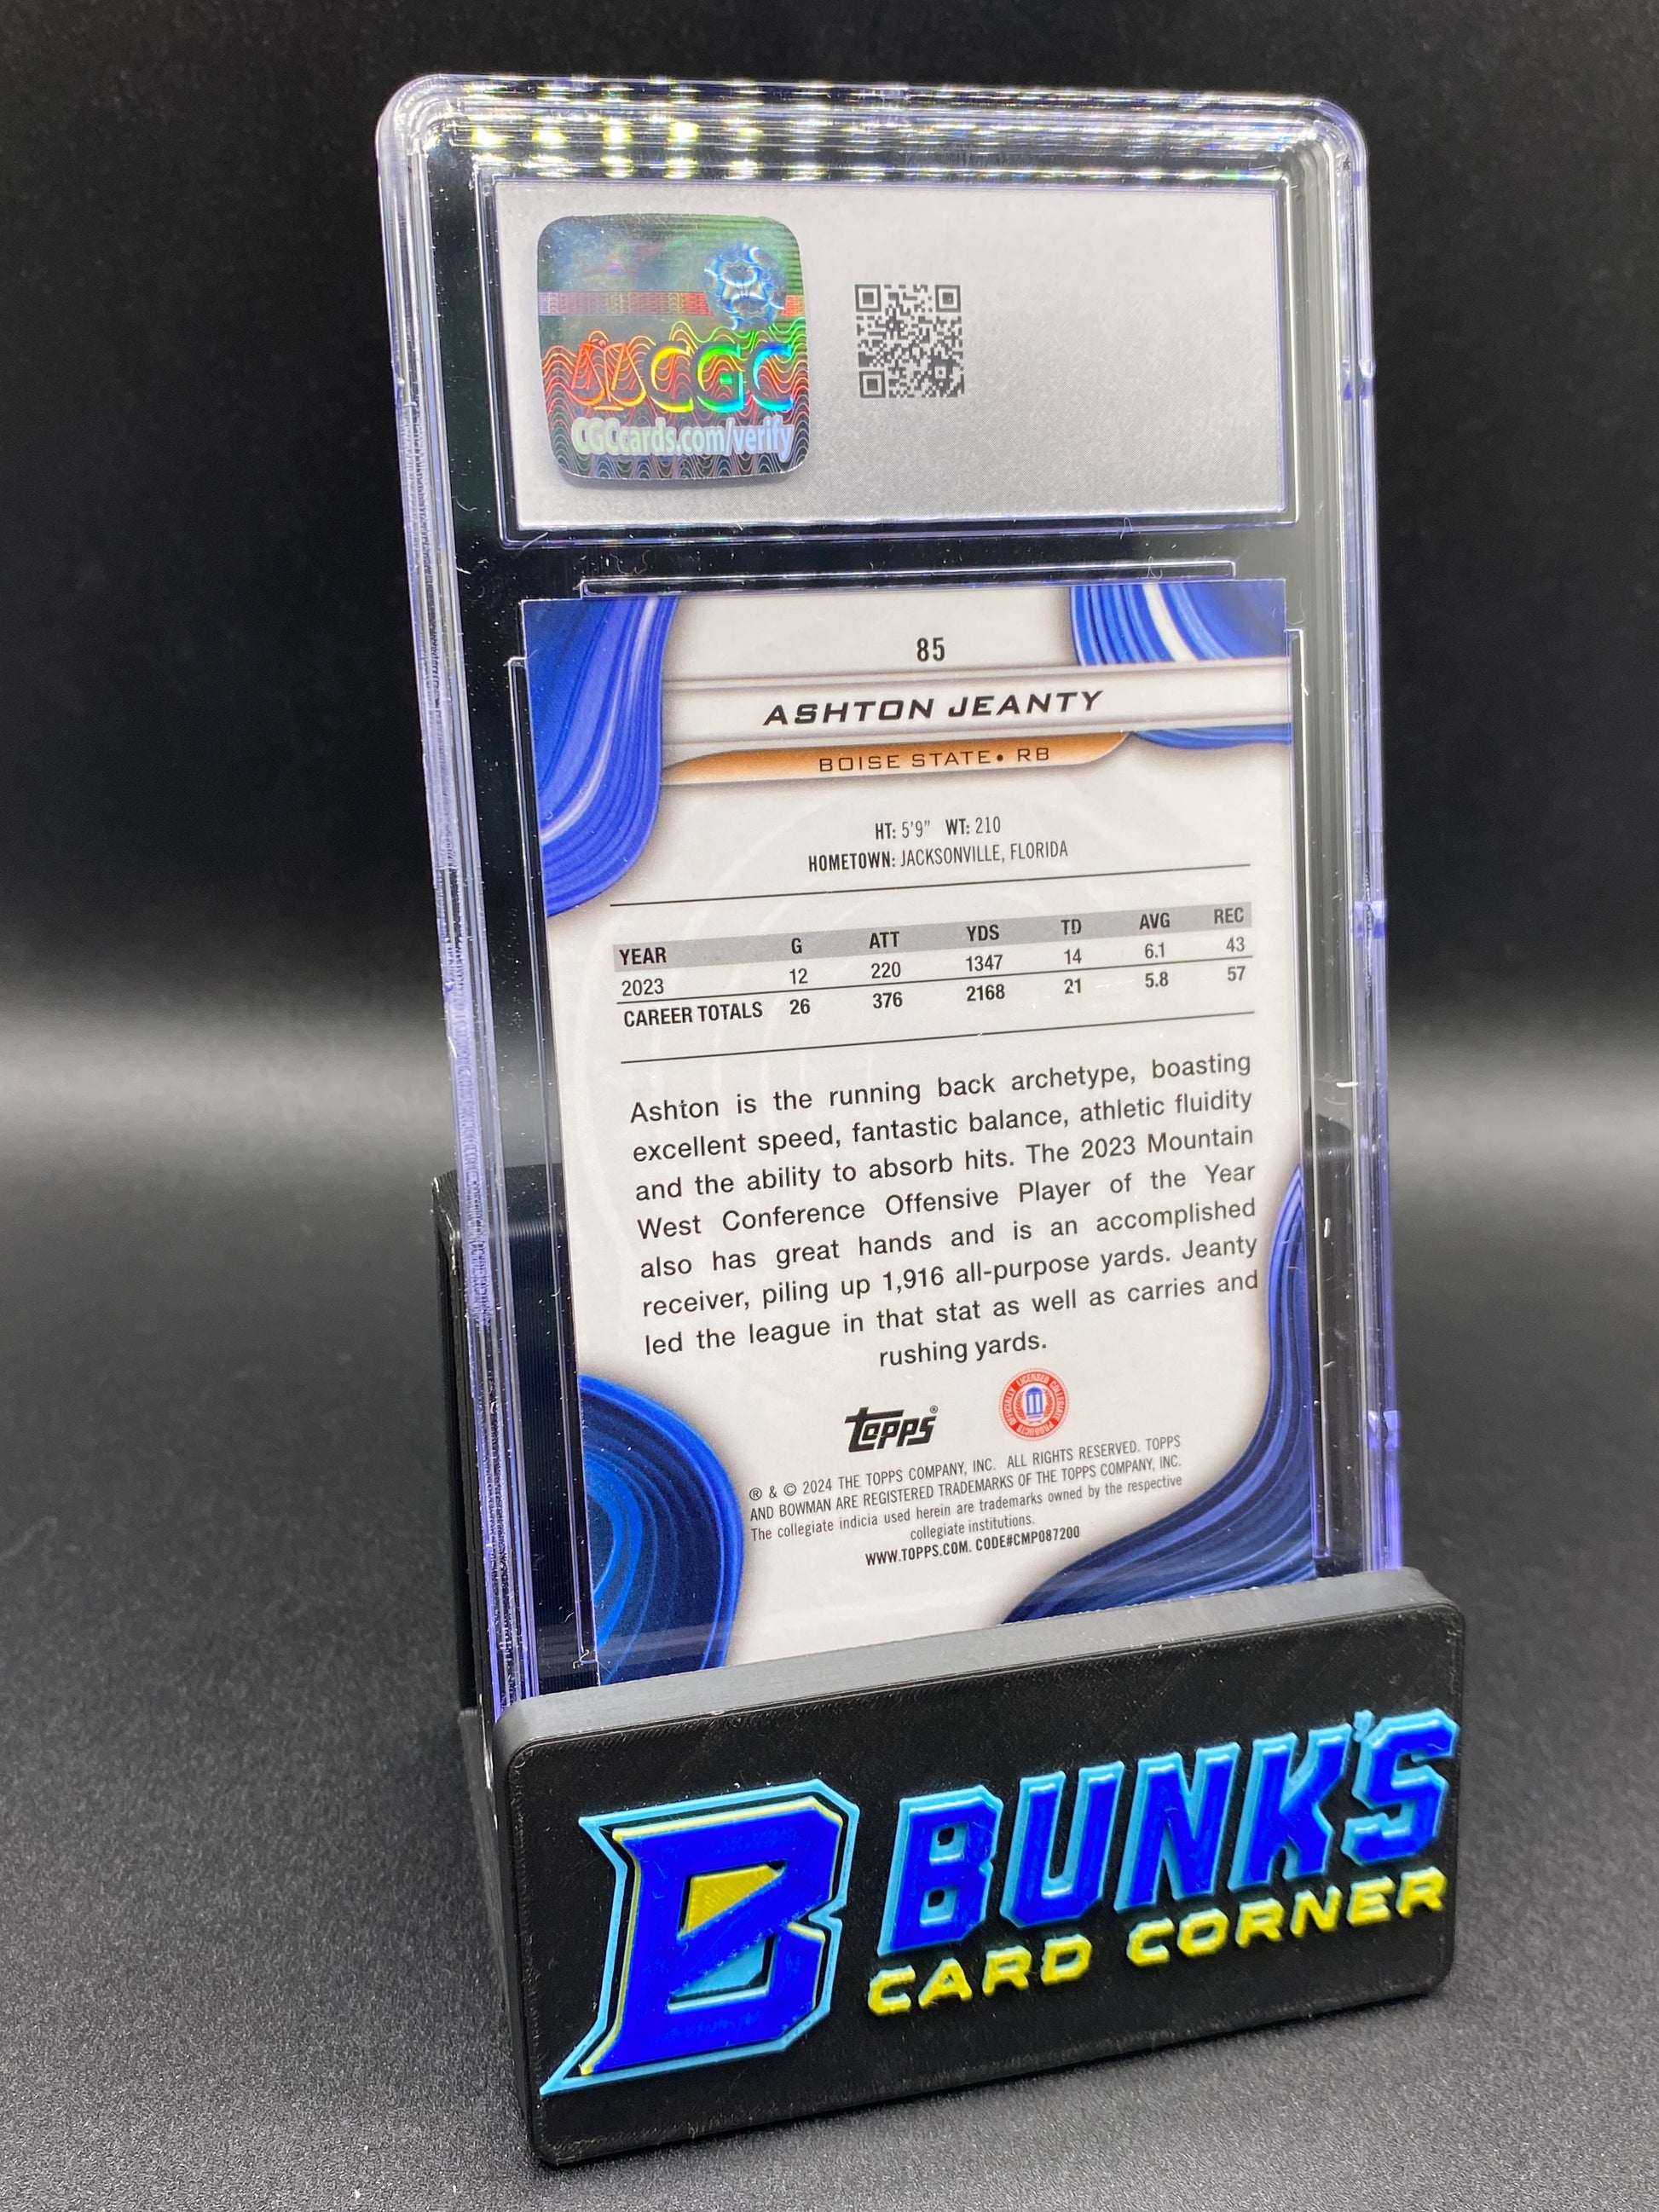 CGC
CGCcards.com/verify
85
ASHTON JEANTY
BOISE STATE • RB
HT: 5'9" WT: 210
HOMETOWN: JACKSONVILLE, FLORIDA
YEAR G ATT YDS TD AVG REC
2023 12 220 1347 14 6.1 43
CAREER TOTALS 26 376 2168 21 5.8 57
Ashton is the running back archetype, boasting
excellent speed, fantastic balance, athletic fluidity
and the ability to absorb hits. The 2023 Mountain
West Conference Offensive Player of the Year
also has great hands and is an accomplished
receiver, piling up 1,916 all-purpose yards. Jeanty
led the league in that stat as well as carries and
rushing yards.
topps®
OFFICIALLY LICENSED COLLEGIATE PRODUCTS
® & © 2024 THE TOPPS COMPANY, INC. ALL RIGHTS RESERVED. TOPPS
AND BOWMAN ARE REGISTERED TRADEMARKS OF THE TOPPS COMPANY, INC.
The collegiate indicia used herein are trademarks owned by the respective
collegiate institutions.
WWW.TOPPS.COM. CODE#CMP087200
B BUNK'S
CARD CORNER